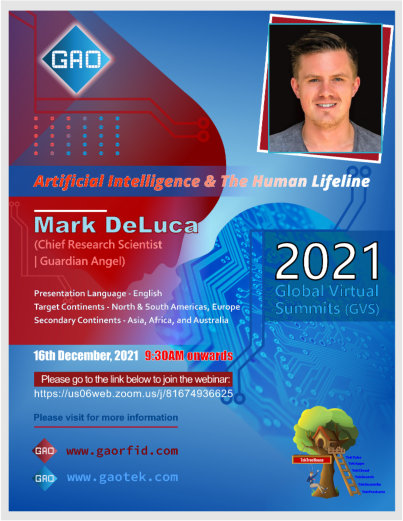 GAO
Artificial Intelligence & The Human Lifeline
Mark DeLuca
(Chief Research Scientist
| Guardian Angel)
2021
Global Virtual
Summits (GVS)
Presentation Language - English
Target Continents - North & South Americas, Europe
Secondary Continents - Asia, Africa, and Australia
16th December, 2021 9:30AM onwards
Please go to the link below to join the webinar:
https://us06web.zoom.us/j/81674936625
Please visit for more information
GAO www.gaorfid.com
GAO www.gaotek.com
TekTreeHouse